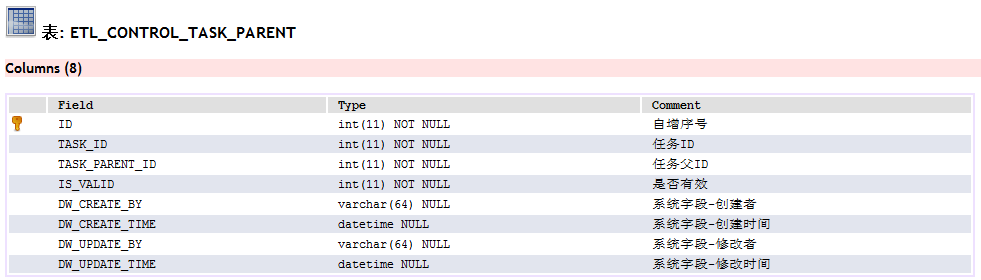 表: ETL_CONTROL_TASK_PARENT
Columns (8)
Field Type Comment
ID int(11) NOT NULL 自增序号
TASK_ID int(11) NOT NULL 任务ID
TASK_PARENT_ID int(11) NOT NULL 任务父ID
IS_VALID int(11) NOT NULL 是否有效
DW_CREATE_BY varchar(64) NULL 系统字段-创建者
DW_CREATE_TIME datetime NULL 系统字段-创建时间
DW_UPDATE_BY varchar(64) NULL 系统字段-修改者
DW_UPDATE_TIME datetime NULL 系统字段-修改时间